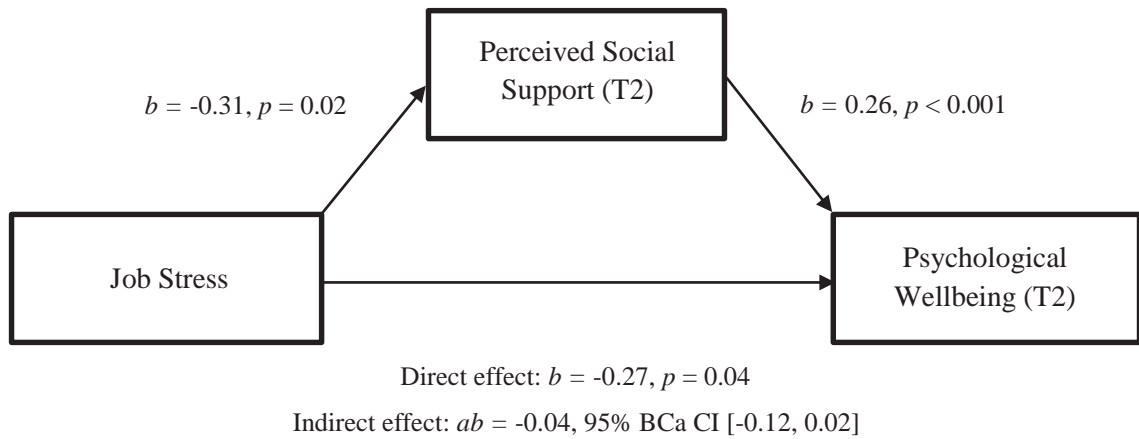 Perceived Social
Support (T2)
b = -0.31, p = 0.02
b = 0.26, p < 0.001
Job Stress
Psychological
Wellbeing (T2)
Direct effect: b = -0.27, p = 0.04
Indirect effect: ab = -0.04, 95% BCa CI [-0.12, 0.02]